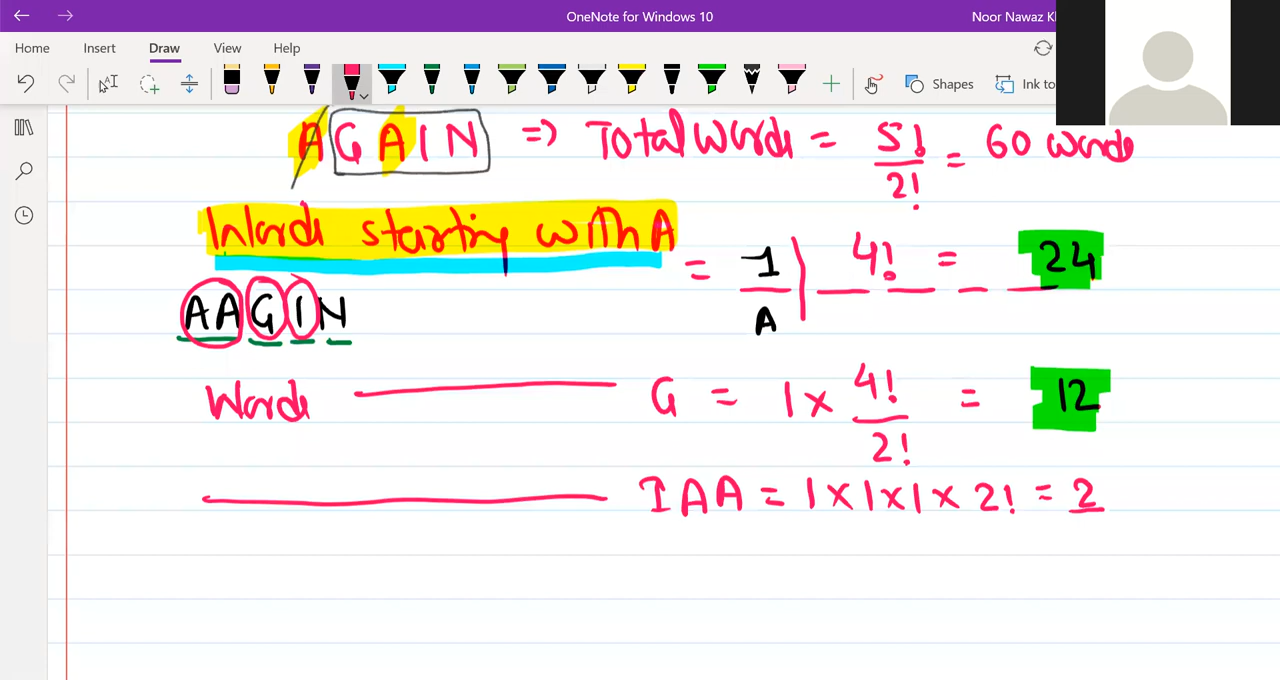 OneNote for Windows 10
Noor Nawaz Kh
Home Insert Draw View Help
Shapes Ink to
AGAIN => Total Words = 5!/2! = 60 words
Words starting with A = 1/A | 4! = 24
AAGIN
Words G = 1 x 4!/2! = 12
IAA = 1 x 1 x 1 x 2! = 2